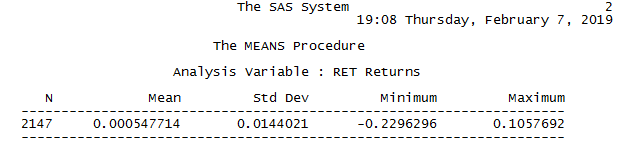 The SAS System 2
19:08 Thursday, February 7, 2019
The MEANS Procedure
Analysis Variable : RET Returns
N Mean Std Dev Minimum Maximum
2147 0.000547714 0.0144021 -0.2296296 0.1057692